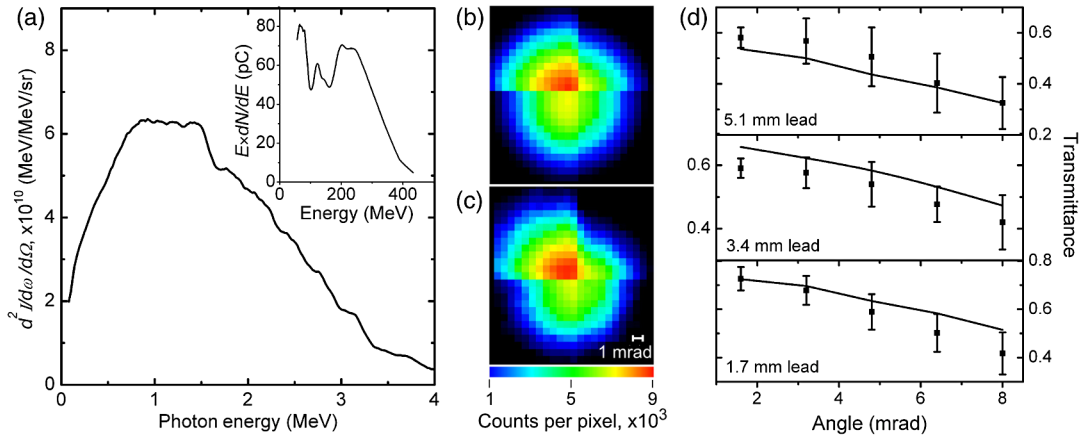 (a)
d²I/dω/dΩ, x10¹⁰ (MeV/MeV/sr)
8
6
4
2
0
0 1 2 3 4
Photon energy (MeV)
ExdN/dE (pC)
80
60
40
20
0
0 200 400
Energy (MeV)
(b)
(c)
1 mrad
1 5 9
Counts per pixel, x10³
(d)
0.6
0.4
5.1 mm lead
0.2
0.6
0.4
3.4 mm lead
0.8
0.6
1.7 mm lead
0.4
2 4 6 8
Angle (mrad)
Transmittance